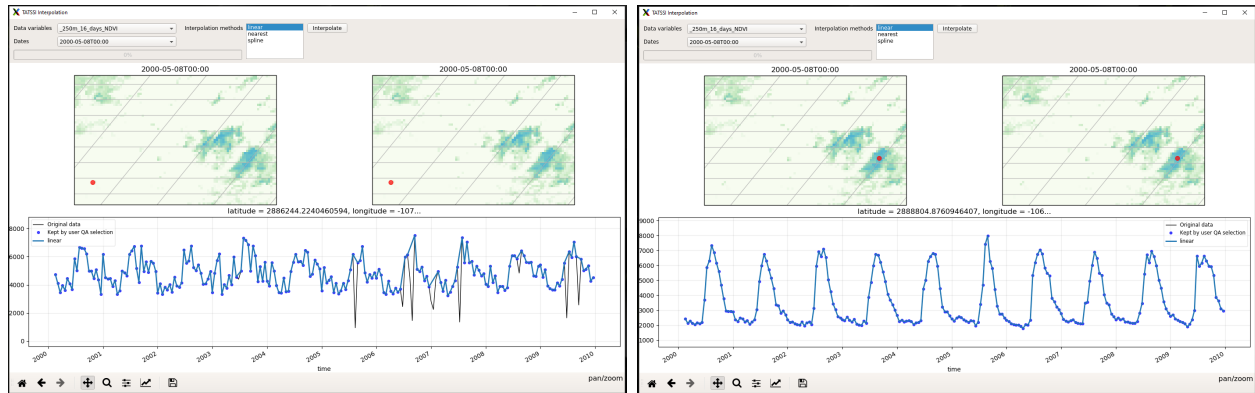 TATSSI Interpolation
Data variables _250m_16_days_NDVI Interpolation methods linear Interpolate
nearest
Dates 2000-05-08T00:00 spline
0%
2000-05-08T00:00 2000-05-08T00:00
latitude = 2886244.2240460594, longitude = -107...
Original data
Kept by user QA selection
linear
8000
6000
4000
2000
0
2000 2001 2002 2003 2004 2005 2006 2007 2008 2009 2010
time
pan/zoom
TATSSI Interpolation
Data variables _250m_16_days_NDVI Interpolation methods linear Interpolate
nearest
Dates 2000-05-08T00:00 spline
0%
2000-05-08T00:00 2000-05-08T00:00
latitude = 2888804.8760946407, longitude = -106...
Original data
Kept by user QA selection
linear
9000
8000
7000
6000
5000
4000
3000
2000
1000
2000 2001 2002 2003 2004 2005 2006 2007 2008 2009 2010
time
pan/zoom